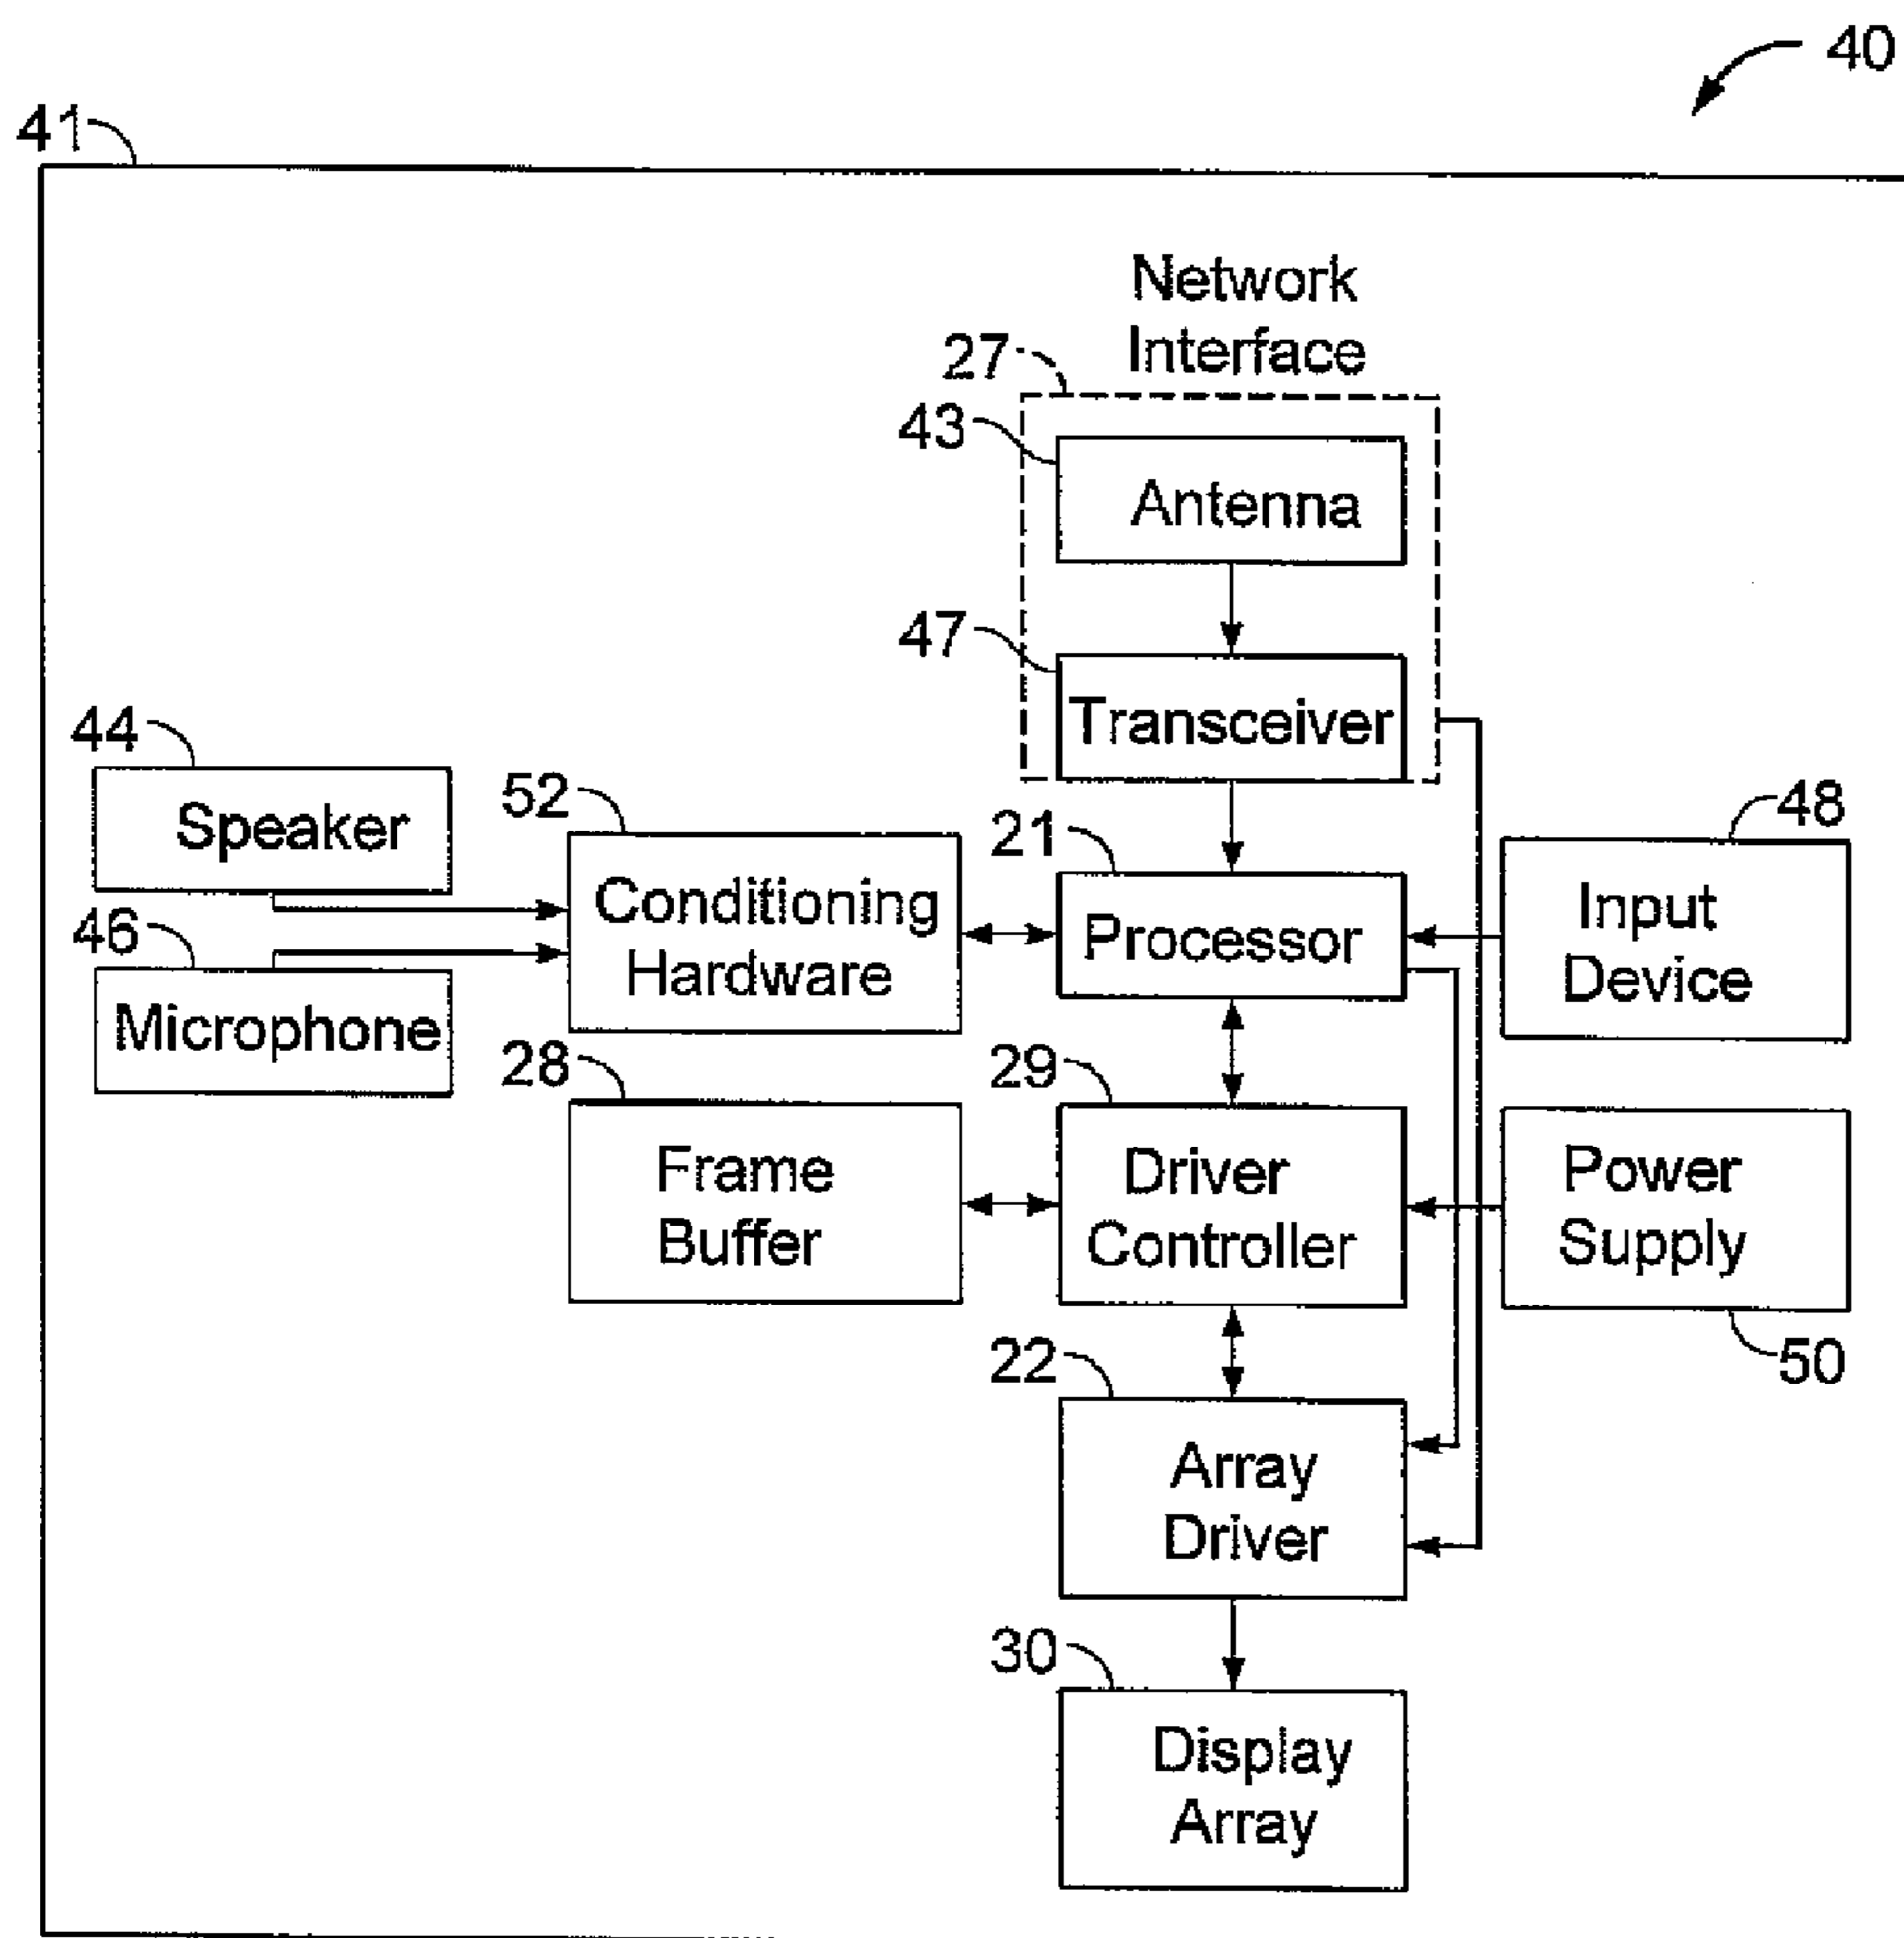 40
41
Network
Interface
27
43
Antenna
47
Transceiver
44
Speaker
52
Conditioning
Hardware
21
Processor
48
Input
Device
46
Microphone
28
Frame
Buffer
29
Driver
Controller
Power
Supply
50
22
Array
Driver
30
Display
Array